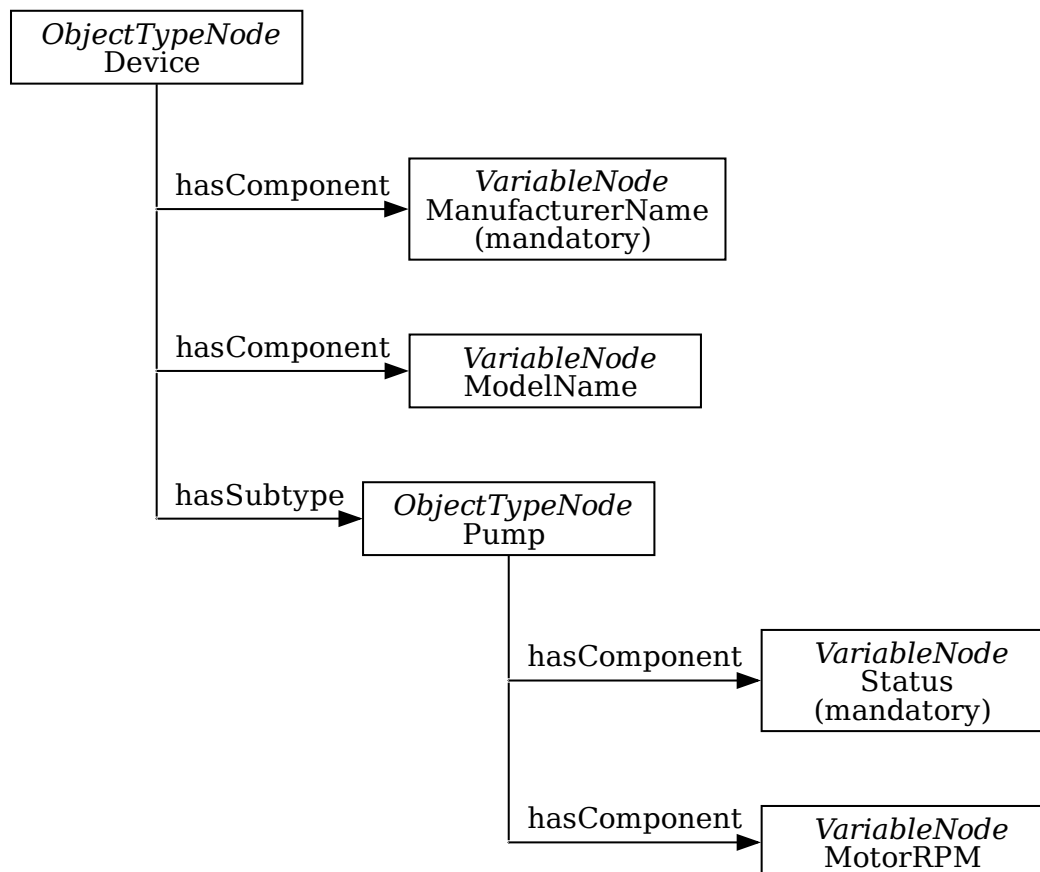 ObjectTypeNode
Device
hasComponent
VariableNode
ManufacturerName
(mandatory)
hasComponent
VariableNode
ModelName
hasSubtype
ObjectTypeNode
Pump
hasComponent
VariableNode
Status
(mandatory)
hasComponent
VariableNode
MotorRPM